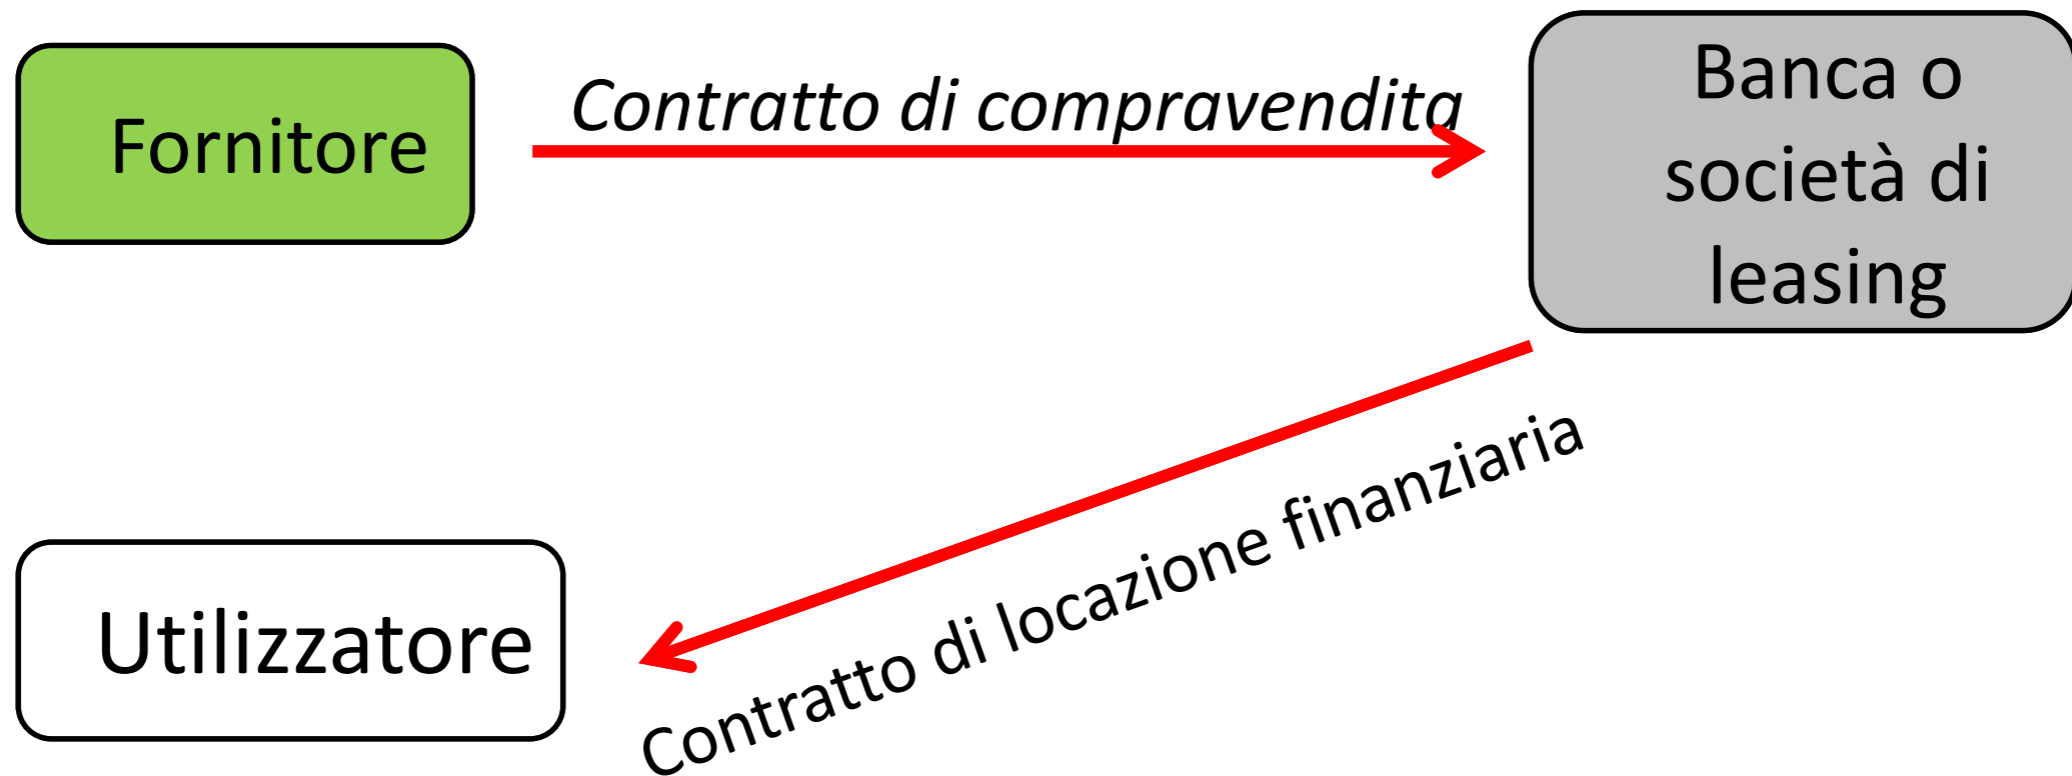 Fornitore
Contratto di compravendita
Banca o
società di
leasing
Contratto di locazione finanziaria
Utilizzatore